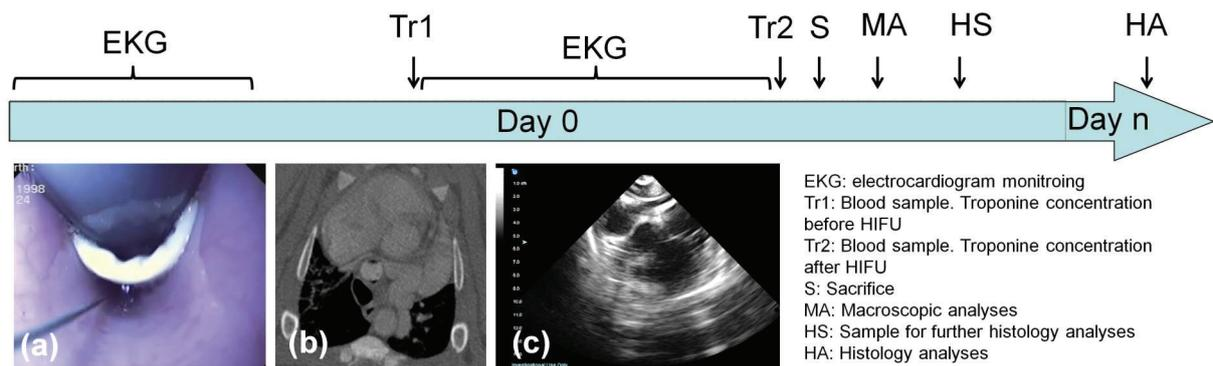 EKG
Tr1
EKG
Tr2
S
MA
HS
HA
Day 0
Day n
1998
24
(a)
(b)
(c)
EKG: electrocardiogram monitroing
Tr1: Blood sample. Troponine concentration
before HIFU
Tr2: Blood sample. Troponine concentration
after HIFU
S: Sacrifice
MA: Macroscopic analyses
HS: Sample for further histology analyses
HA: Histology analyses